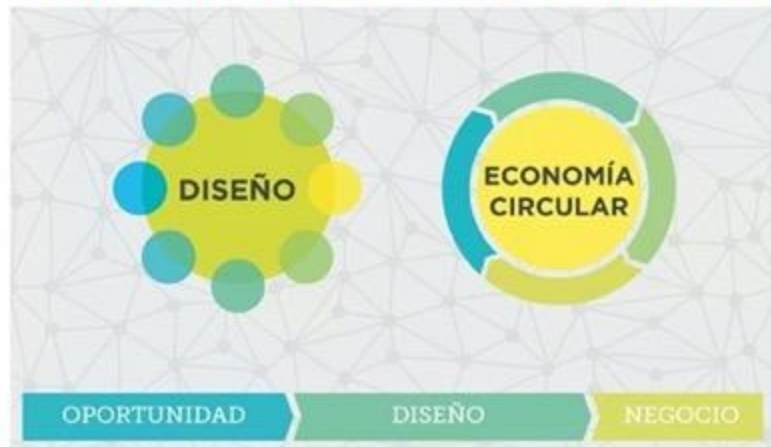 DISEÑO
ECONOMÍA
CIRCULAR
OPORTUNIDAD
DISEÑO
NEGOCIO